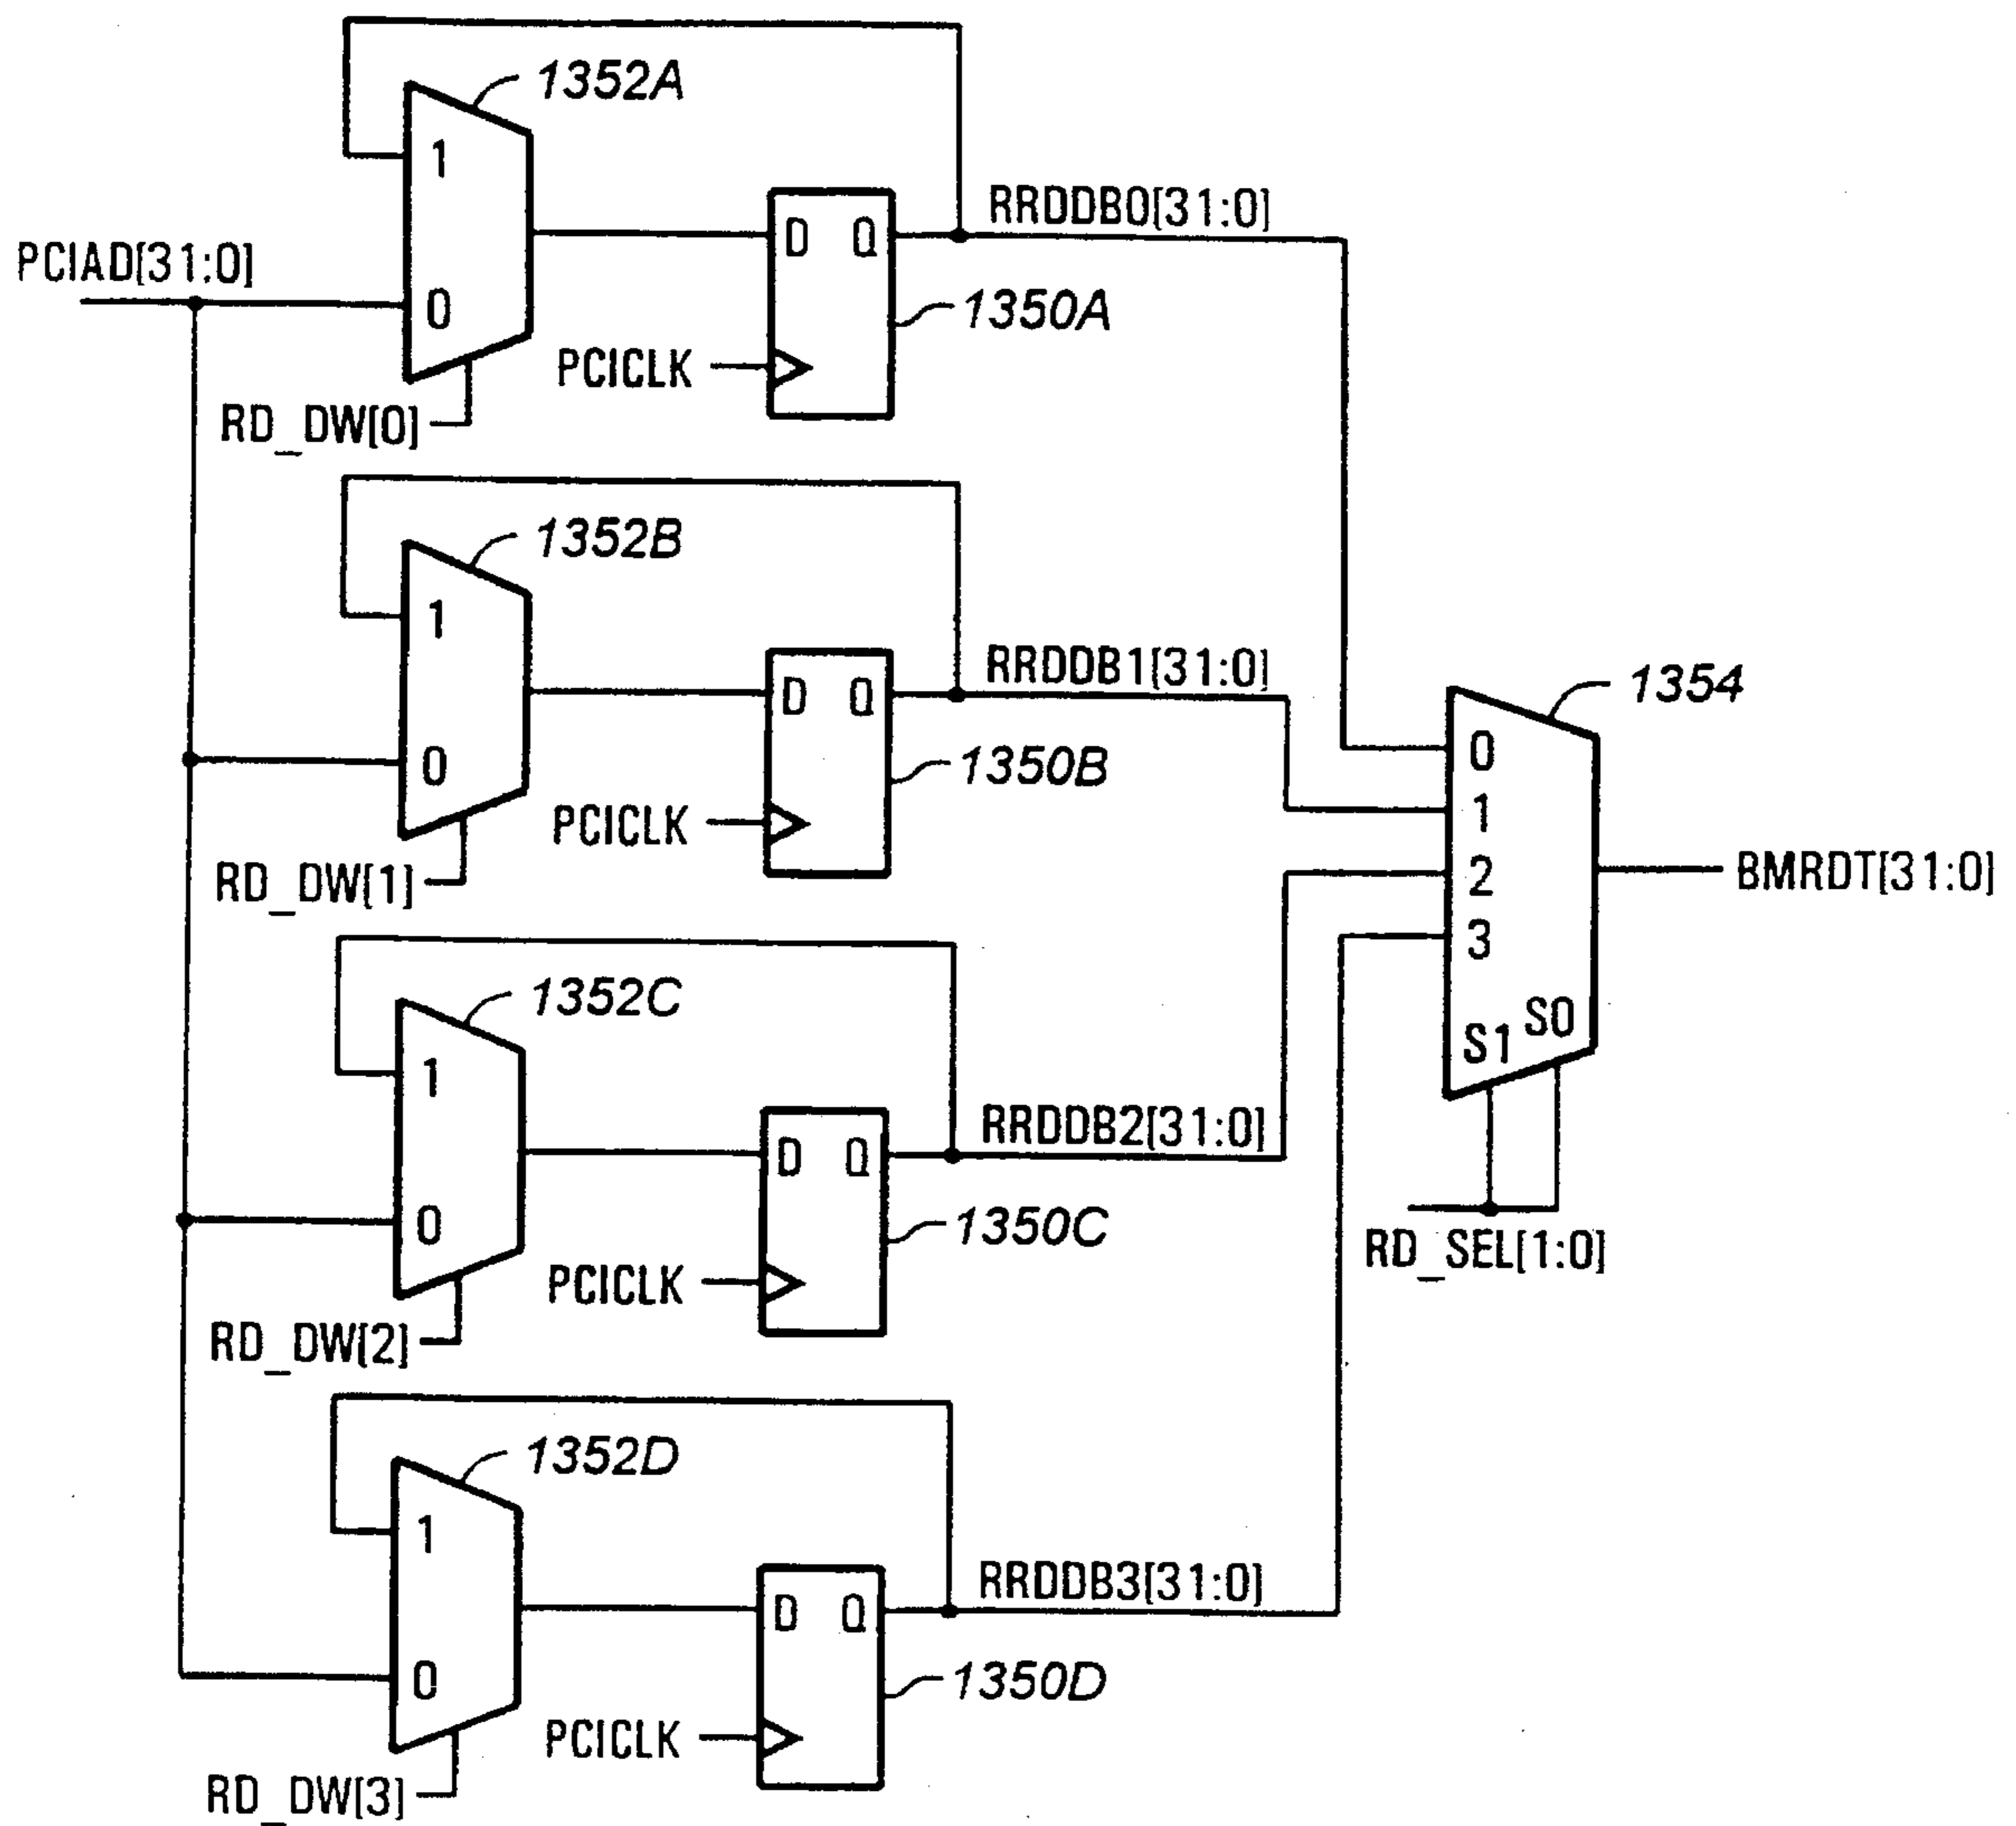 1352A
1
RRDDB0[31:0]
PCIAD[31:0]
D Q
0
1350A
PCICLK
RD_DW[0]
1352B
1
RRDDB1[31:0]
D Q
0
1350B
PCICLK
RD_DW[1]
1354
0
1
2
3
S1 S0
BMRDT[31:0]
RD_SEL[1:0]
1352C
1
RRDDB2[31:0]
D Q
0
1350C
PCICLK
RD_DW[2]
1352D
1
RRDDB3[31:0]
D Q
0
1350D
PCICLK
RD_DW[3]